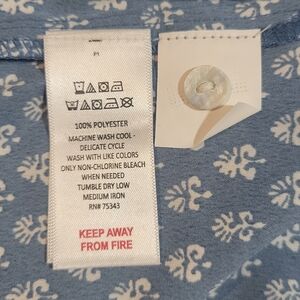 100% POLYESTER
MACHINE WASH COOL -
DELICATE CYCLE
WASH WITH LIKE COLORS
ONLY NON-CHLORINE BLEACH
WHEN NEEDED
TUMBLE DRY LOW
MEDIUM IRON
RN# 75343
KEEP AWAY
FROM FIRE